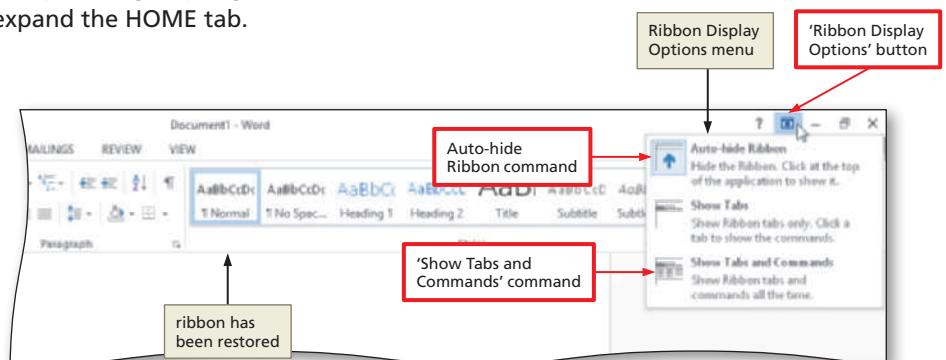 expand the HOME tab.
Ribbon Display
Options menu
'Ribbon Display
Options' button
Document1 - Word
MAILINGS REVIEW VIEW
Auto-hide
Ribbon command
Auto-hide Ribbon
Hide the Ribbon. Click at the top
of the application to show it.
Show Tabs
Show Ribbon tabs only. Click a
tab to show the commands.
Show Tabs and Commands
Show Ribbon tabs and
commands all the time.
AaBbCcDc AaBbCcDc AaBbCc
¶ Normal ¶ No Spac... Heading 1 Heading 2 Title Subtitle
Paragraph
'Show Tabs and
Commands' command
ribbon has
been restored